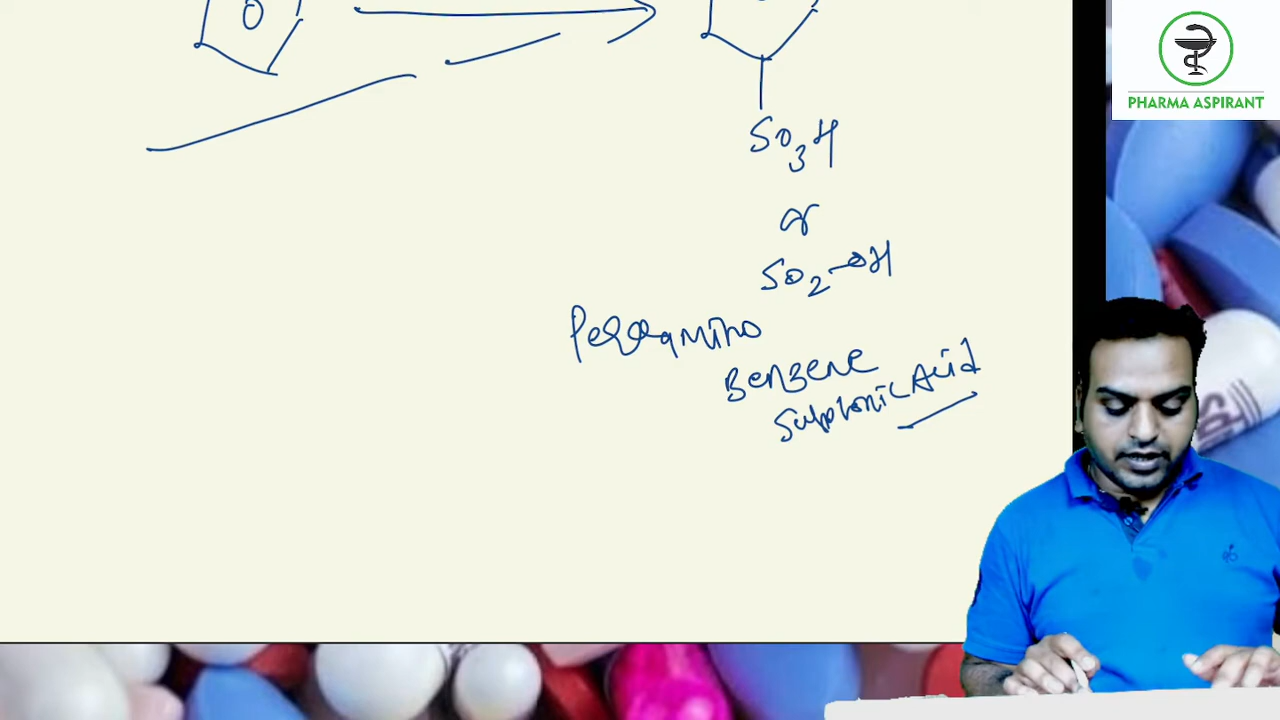 PHARMA ASPIRANT
SO3H
or
SO2-OH
Para amino
Benzene
Sulphonic Acid